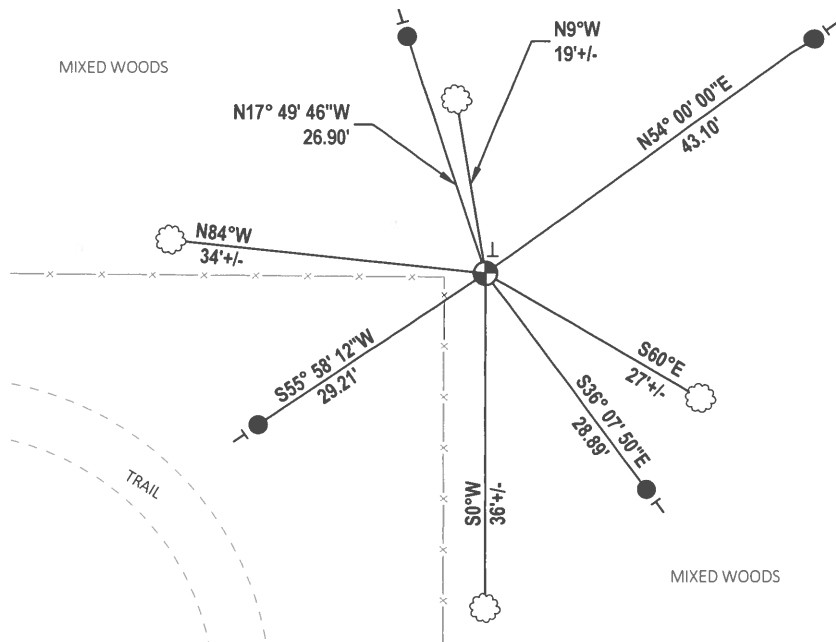 MIXED WOODS
N9°W
19'+/-
N17° 49' 46"W
26.90'
N54° 00' 00"E
43.10'
N84°W
34'+/-
S55° 58' 12"W
29.21'
S60°E
27'+/-
S36° 07' 50"E
28.89'
S0°W
36'+/-
TRAIL
MIXED WOODS